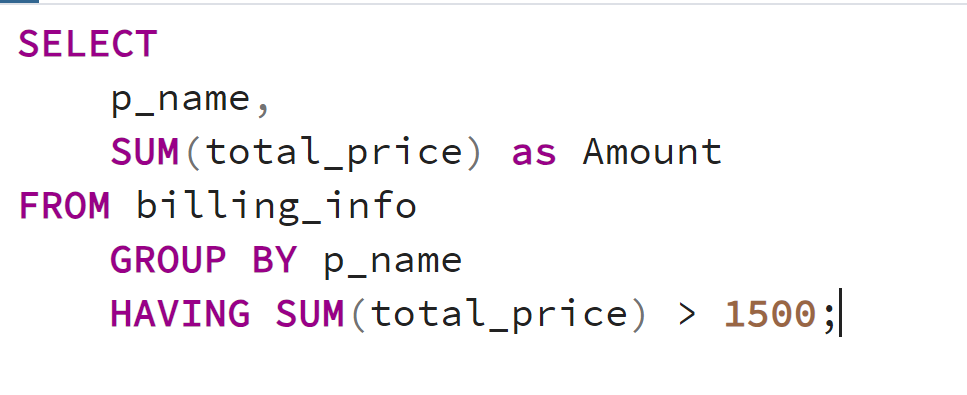 SELECT
    p_name,
    SUM(total_price) as Amount
FROM billing_info
    GROUP BY p_name
    HAVING SUM(total_price) > 1500;